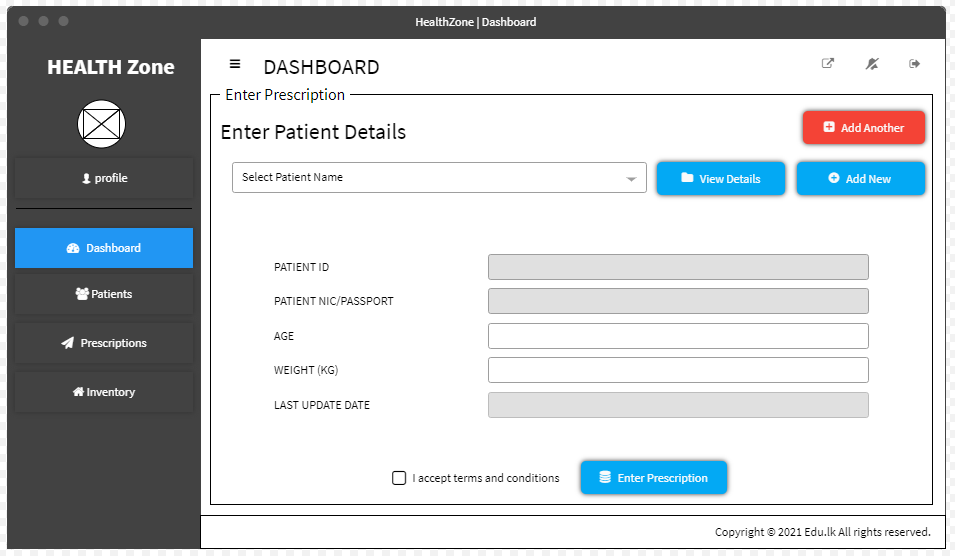 HealthZone | Dashboard
HEALTH Zone
profile
Dashboard
Patients
Prescriptions
Inventory
DASHBOARD
Enter Prescription
Enter Patient Details
Add Another
Select Patient Name
View Details
Add New
PATIENT ID
PATIENT NIC/PASSPORT
AGE
WEIGHT (KG)
LAST UPDATE DATE
I accept terms and conditions
Enter Prescription
Copyright © 2021 Edu.lk All rights reserved.